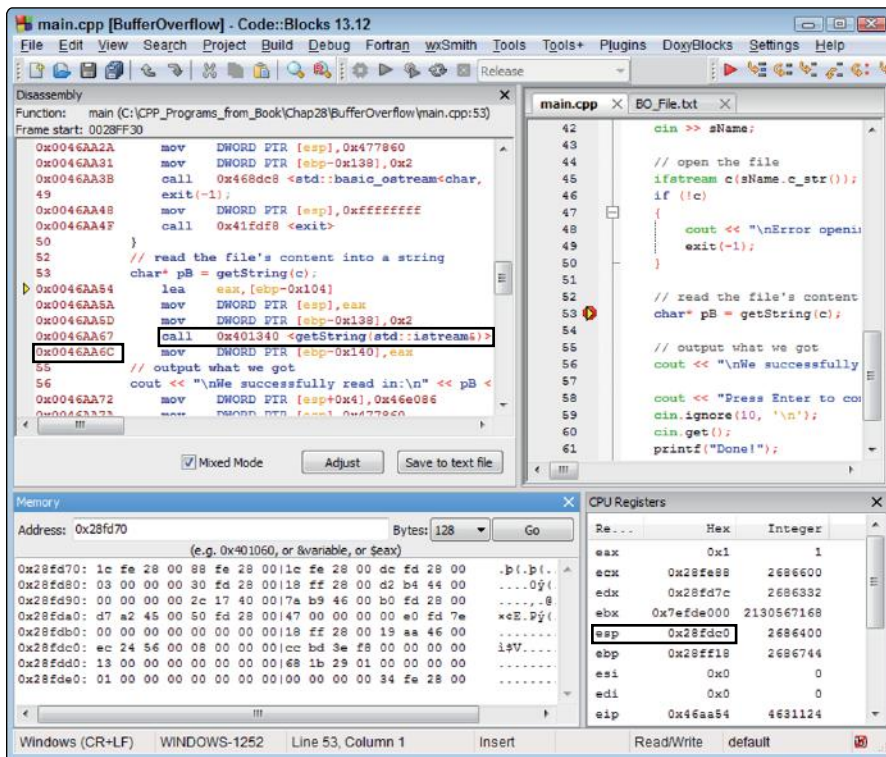 main.cpp [BufferOverflow] - Code::Blocks 13.12
File Edit View Search Project Build Debug Fortran wxSmith Tools Tools+ Plugins DoxyBlocks Settings Help
Release
Disassembly
Function: main (C:\CPP_Programs_from_Book\Chap28\BufferOverflow\main.cpp:53)
Frame start: 0028FF30
0x0046AA2A mov DWORD PTR [esp],0x477860
0x0046AA31 mov DWORD PTR [ebp-0x138],0x2
0x0046AA3B call 0x468dc8 <std::basic_ostream<char,
49 exit(-1);
0x0046AA48 mov DWORD PTR [esp],0xffffffff
0x0046AA4F call 0x41fdf8 <exit>
50 }
52 // read the file's content into a string
53 char* pB = getString(c);
0x0046AA54 lea eax,[ebp-0x104]
0x0046AA5A mov DWORD PTR [esp],eax
0x0046AA5D mov DWORD PTR [ebp-0x138],0x2
0x0046AA67 call 0x401340 <getString(std::istream&)>
0x0046AA6C mov DWORD PTR [ebp-0x140],eax
55 // output what we got
56 cout << "\nWe successfully read in:\n" << pB <
0x0046AA72 mov DWORD PTR [esp+0x4],0x46e086
0x0046AA7A mov DWORD PTR [esp],0x477860
Mixed Mode Adjust Save to text file
main.cpp BO_File.txt
42 cin >> sName;
43
44 // open the file
45 ifstream c(sName.c_str());
46 if (!c)
47 {
48 cout << "\nError openi
49 exit(-1);
50 }
51
52 // read the file's content
53 char* pB = getString(c);
54
55 // output what we got
56 cout << "\nWe successfully
57
58 cout << "Press Enter to co
59 cin.ignore(10, '\n');
60 cin.get();
61 printf("Done!");
Memory
Address: 0x28fd70 Bytes: 128 Go
(e.g. 0x401060, or &variable, or $eax)
0x28fd70: 1c fe 28 00 88 fe 28 00|1c fe 28 00 dc fd 28 00 .þ(.þ(..
0x28fd80: 03 00 00 00 30 fd 28 00|18 ff 28 00 d2 b4 44 00 ....0ý(.
0x28fd90: 00 00 00 00 2c 17 40 00|7a b9 46 00 b0 fd 28 00 ....,.@.
0x28fda0: d7 a2 45 00 50 fd 28 00|47 00 00 00 00 e0 fd 7e ×¢E.Pý(.
0x28fdb0: 00 00 00 00 00 00 00 00|18 ff 28 00 19 aa 46 00 ........
0x28fdc0: ec 24 56 00 08 00 00 00|cc bd 3e f8 00 00 00 00 ì$V.....
0x28fdd0: 13 00 00 00 00 00 00 00|68 1b 29 01 00 00 00 00 ........
0x28fde0: 01 00 00 00 00 00 00 00|00 00 00 00 34 fe 28 00 ........
CPU Registers
Re... Hex Integer
eax 0x1 1
ecx 0x28fe88 2686600
edx 0x28fd7c 2686332
ebx 0x7efde000 2130567168
esp 0x28fdc0 2686400
ebp 0x28ff18 2686744
esi 0x0 0
edi 0x0 0
eip 0x46aa54 4631124
Windows (CR+LF) WINDOWS-1252 Line 53, Column 1 Insert Read/Write default